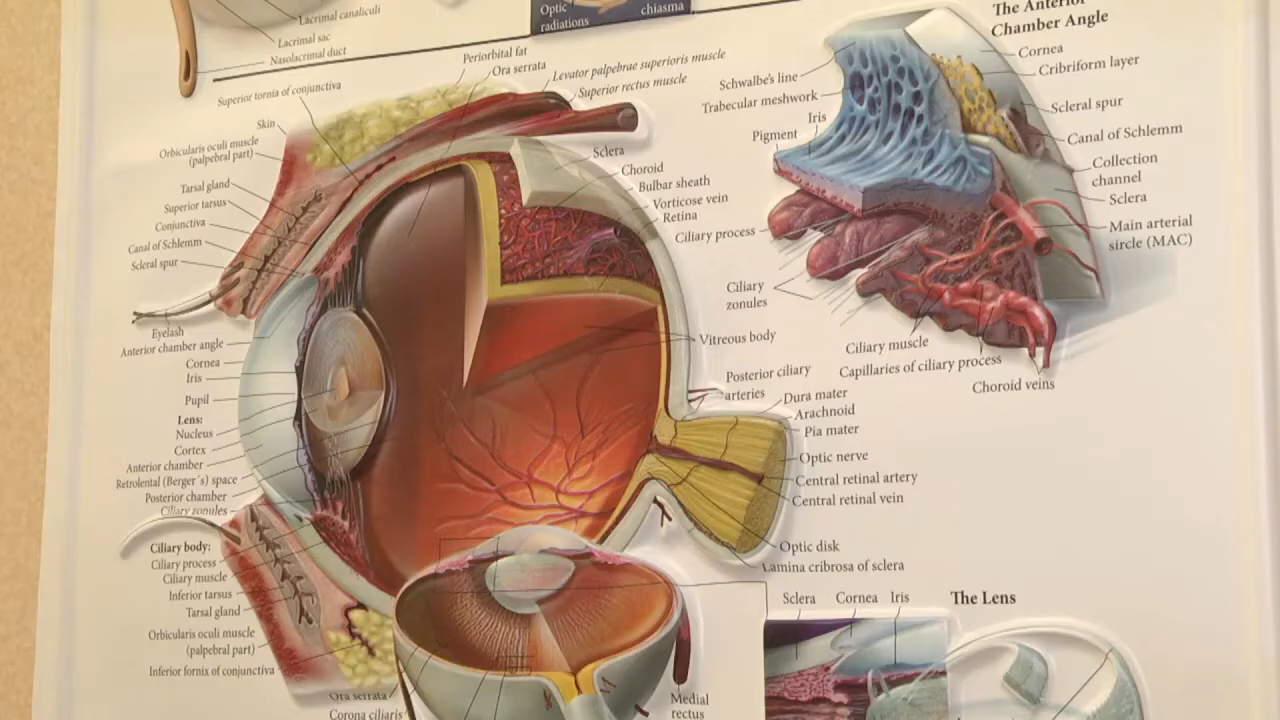 Lacrimal canaliculi
Lacrimal sac
Nasolacrimal duct
Optic
radiations
chiasma
The Anterior
Chamber Angle
Periorbital fat
Ora serrata
Levator palpebrae superioris muscle
Superior rectus muscle
Superior fornix of conjunctiva
Skin
Orbicularis oculi muscle
(palpebral part)
Tarsal gland
Superior tarsus
Conjunctiva
Canal of Schlemm
Scleral spur
Eyelash
Anterior chamber angle
Cornea
Iris
Pupil
Lens:
Nucleus
Cortex
Anterior chamber
Retrolental (Berger´s) space
Posterior chamber
Ciliary zonules
Ciliary body:
Ciliary process
Ciliary muscle
Inferior tarsus
Tarsal gland
Orbicularis oculi muscle
(palpebral part)
Inferior fornix of conjunctiva
Ora serrata
Corona ciliaris
Sclera
Choroid
Bulbar sheath
Vorticose vein
Retina
Vitreous body
Posterior ciliary
arteries
Dura mater
Arachnoid
Pia mater
Optic nerve
Central retinal artery
Central retinal vein
Optic disk
Lamina cribrosa of sclera
Medial
rectus
Schwalbe's line
Trabecular meshwork
Iris
Pigment
Ciliary process
Ciliary
zonules
Cornea
Cribriform layer
Scleral spur
Canal of Schlemm
Collection
channel
Sclera
Main arterial
sircle (MAC)
Ciliary muscle
Capillaries of ciliary process
Choroid veins
Sclera
Cornea
Iris
The Lens